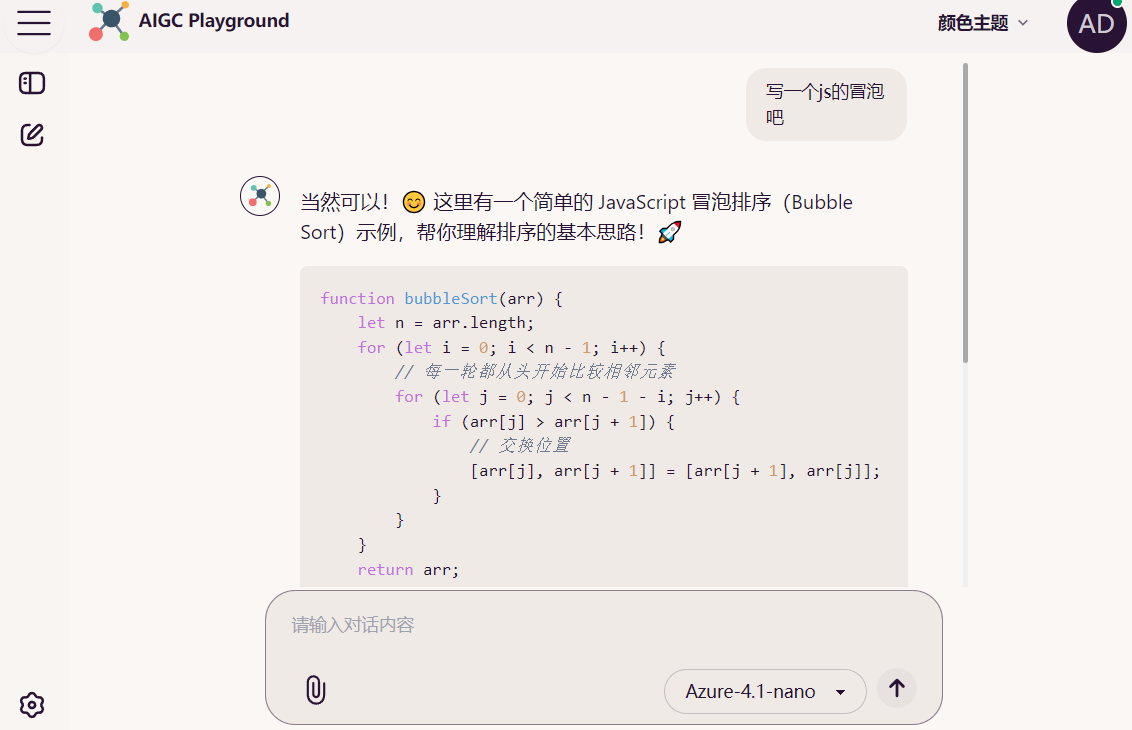 AIGC Playground
颜色主题
AD
写一个js的冒泡
吧
当然可以！😊 这里有一个简单的 JavaScript 冒泡排序（Bubble
Sort）示例，帮你理解排序的基本思路！🚀
function bubbleSort(arr) {
    let n = arr.length;
    for (let i = 0; i < n - 1; i++) {
        // 每一轮都从头开始比较相邻元素
        for (let j = 0; j < n - 1 - i; j++) {
            if (arr[j] > arr[j + 1]) {
                // 交换位置
                [arr[j], arr[j + 1]] = [arr[j + 1], arr[j]];
            }
        }
    }
    return arr;
请输入对话内容
Azure-4.1-nano